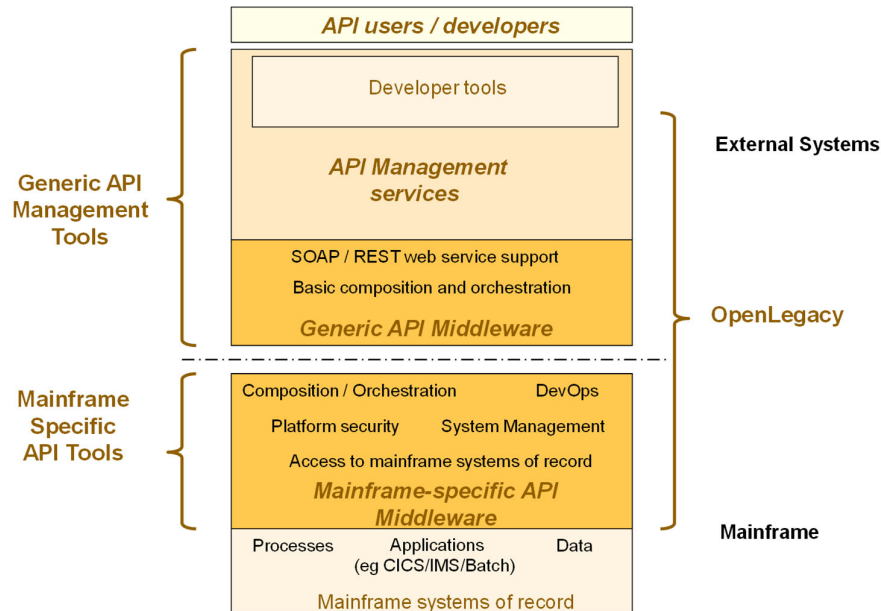 API users / developers
Developer tools
External Systems
API Management
services
Generic API
Management
Tools
SOAP / REST web service support
Basic composition and orchestration
Generic API Middleware
OpenLegacy
Mainframe
Specific
API Tools
Composition / Orchestration DevOps
Platform security System Management
Access to mainframe systems of record
Mainframe-specific API
Middleware
Mainframe
Processes Applications Data
(eg CICS/IMS/Batch)
Mainframe systems of record